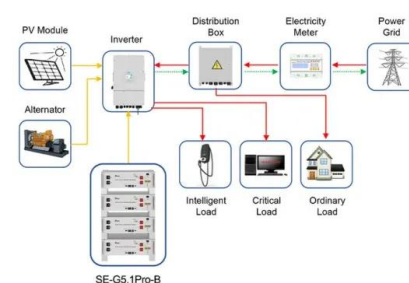 PV Module
Inverter
Distribution
Box
Electricity
Meter
Power
Grid
Alternator
Intelligent
Load
Critical
Load
Ordinary
Load
SE-G5.1Pro-B